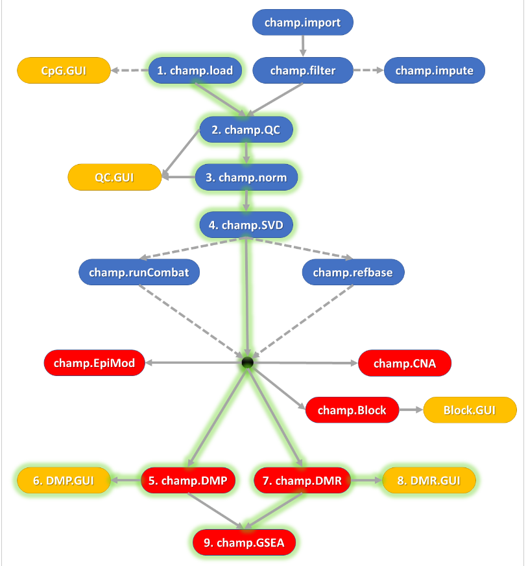 champ.import
CpG.GUI
1. champ.load
champ.filter
champ.impute
2. champ.QC
QC.GUI
3. champ.norm
4. champ.SVD
champ.runCombat
champ.refbase
champ.EpiMod
champ.CNA
champ.Block
Block.GUI
6. DMP.GUI
5. champ.DMP
7. champ.DMR
8. DMR.GUI
9. champ.GSEA